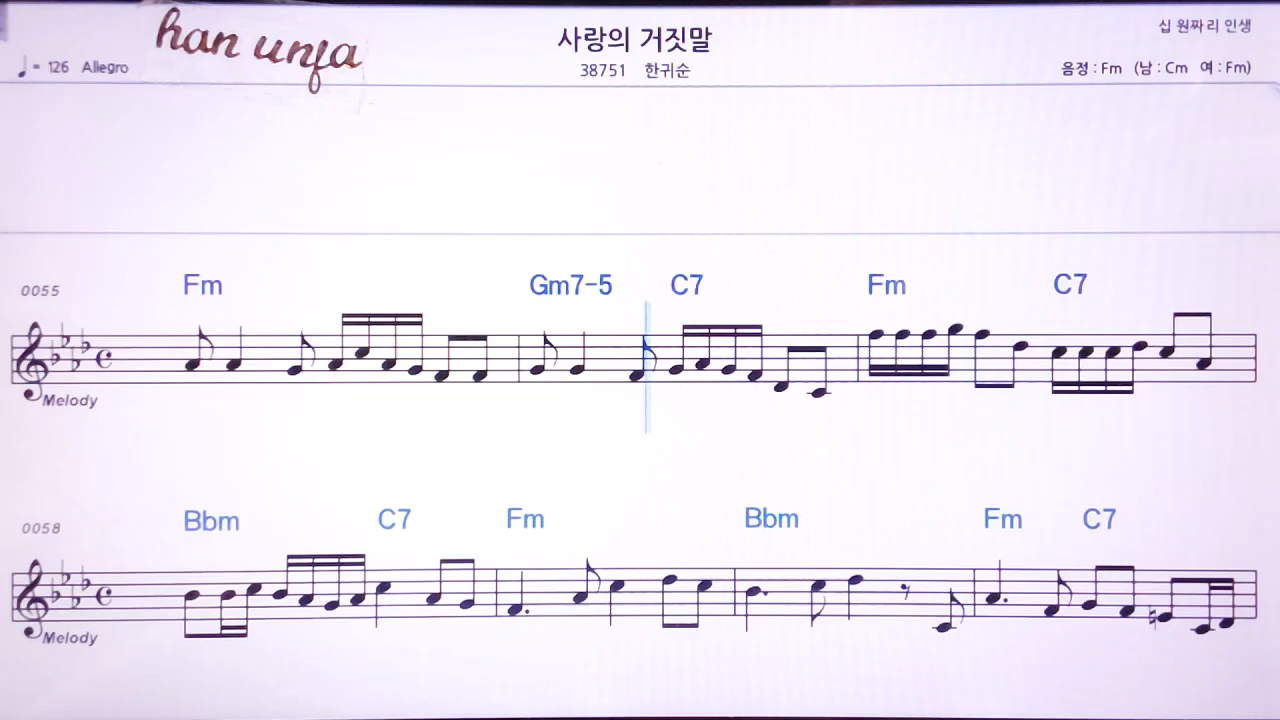 han unfa
사랑의 거짓말
십 원짜리 인생
♩= 126 Allegro
38751 한귀순
음정 : Fm (남 : Cm 여 : Fm)
0055
Fm Gm7-5 C7 Fm C7
Melody
0058
Bbm C7 Fm Bbm Fm C7
Melody